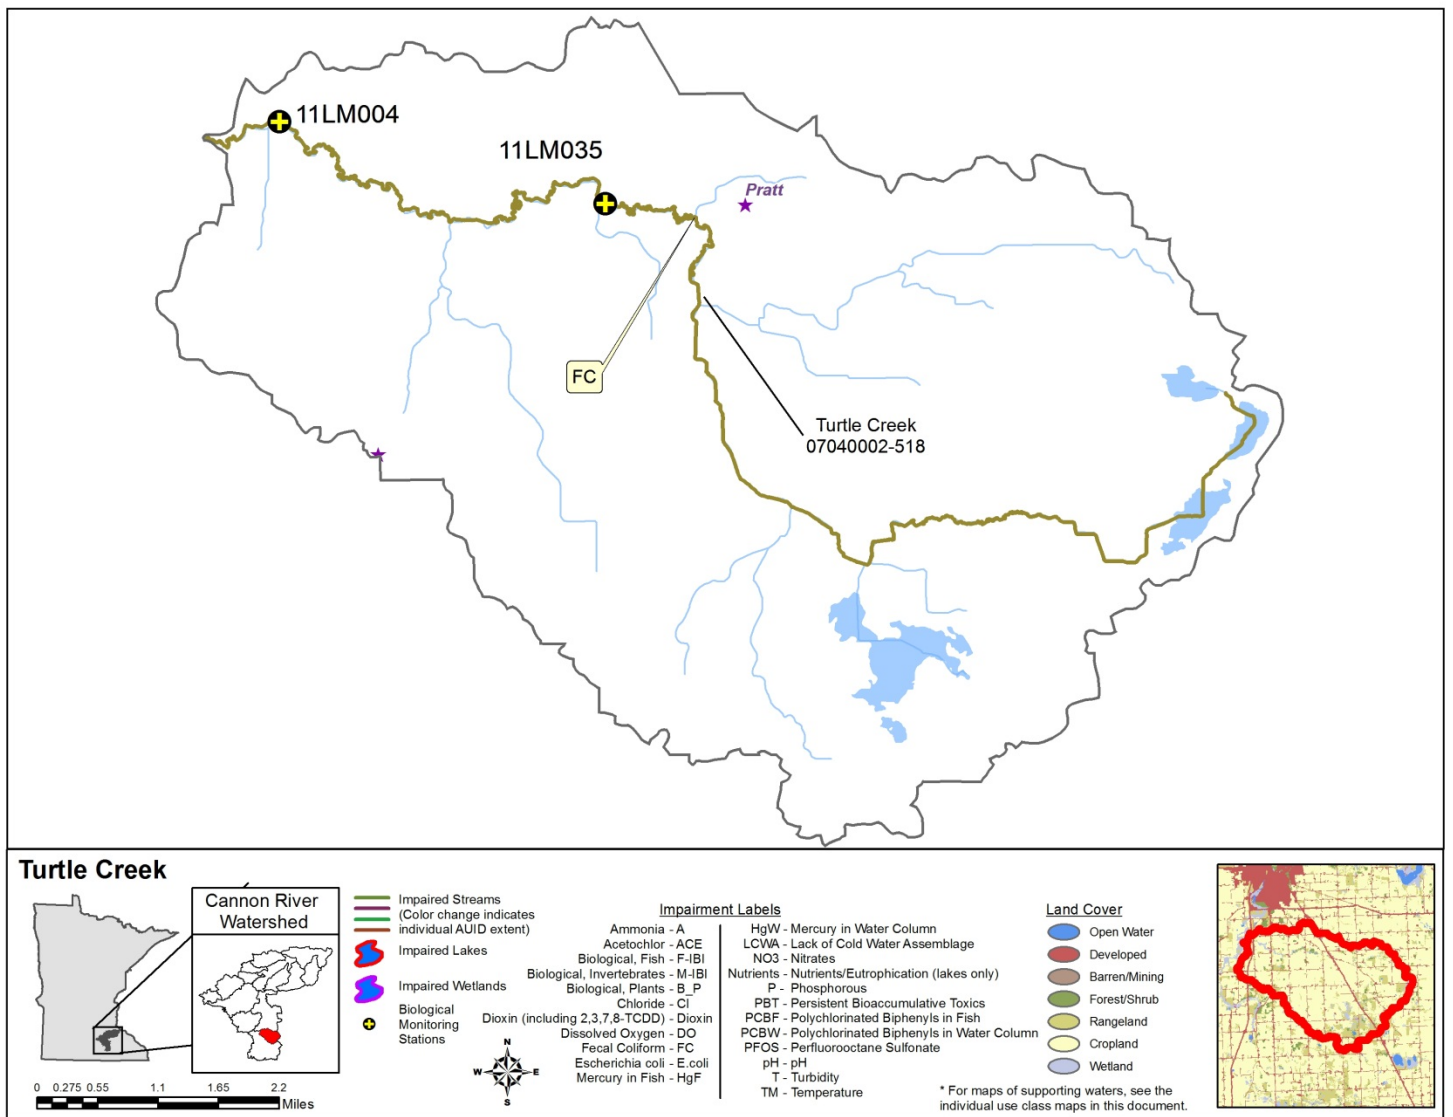 11LM004
11LM035
Pratt
FC
Turtle Creek
07040002-518
Turtle Creek
Cannon River
Watershed
0 0.275 0.55 1.1 1.65 2.2
Miles
Impaired Streams
(Color change indicates
individual AUID extent)
Impaired Lakes
Impaired Wetlands
Biological
Monitoring
Stations
N
W E
S
Impairment Labels
Ammonia - A
Acetochlor - ACE
Biological, Fish - F-IBI
Biological, Invertebrates - M-IBI
Biological, Plants - B_P
Chloride - Cl
Dioxin (including 2,3,7,8-TCDD) - Dioxin
Dissolved Oxygen - DO
Fecal Coliform - FC
Escherichia coli - E.coli
Mercury in Fish - HgF
HgW - Mercury in Water Column
LCWA - Lack of Cold Water Assemblage
NO3 - Nitrates
Nutrients - Nutrients/Eutrophication (lakes only)
P - Phosphorous
PBT - Persistent Bioaccumulative Toxics
PCBF - Polychlorinated Biphenyls in Fish
PCBW - Polychlorinated Biphenyls in Water Column
PFOS - Perfluorooctane Sulfonate
pH - pH
T - Turbidity
TM - Temperature
Land Cover
Open Water
Developed
Barren/Mining
Forest/Shrub
Rangeland
Cropland
Wetland
* For maps of supporting waters, see the
individual use class maps in this document.